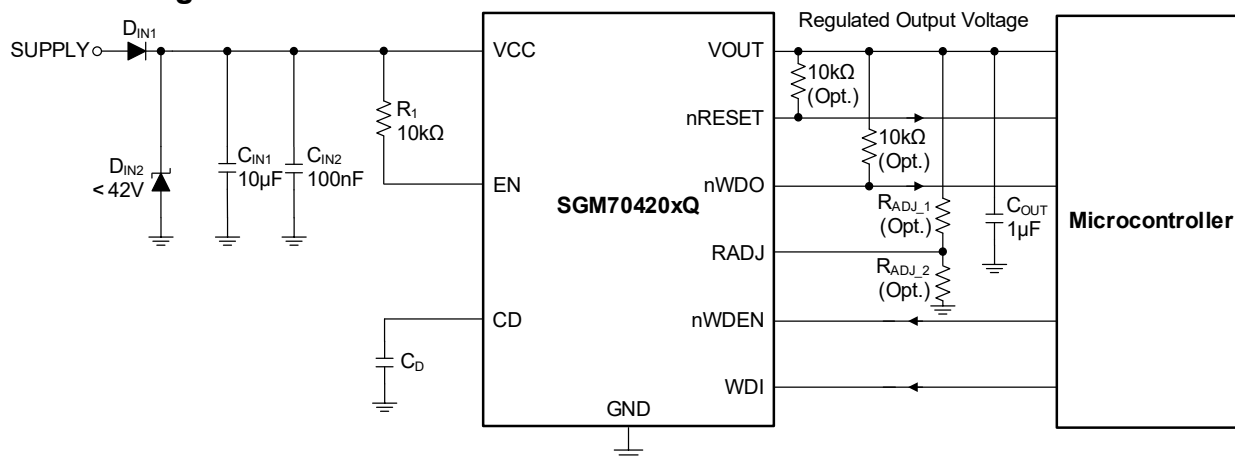 Regulated Output Voltage
SUPPLY
DIN1
VCC
VOUT
10kΩ
(Opt.)
R1
10kΩ
nRESET
10kΩ
(Opt.)
DIN2
< 42V
CIN1
10μF
CIN2
100nF
EN
nWDO
SGM70420xQ
RADJ_1
(Opt.)
COUT
1μF
Microcontroller
RADJ
RADJ_2
(Opt.)
CD
nWDEN
CD
WDI
GND